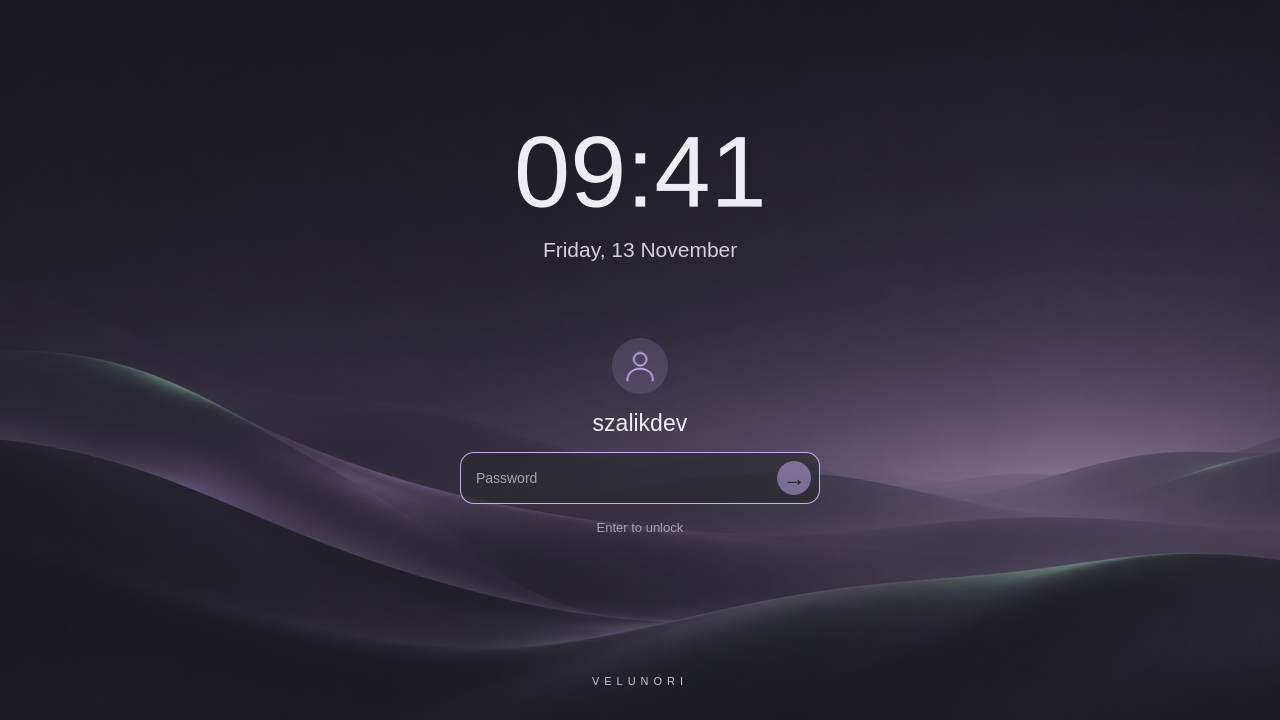 09:41
Friday, 13 November
szalikdev
Password
→
Enter to unlock
VELUNORI